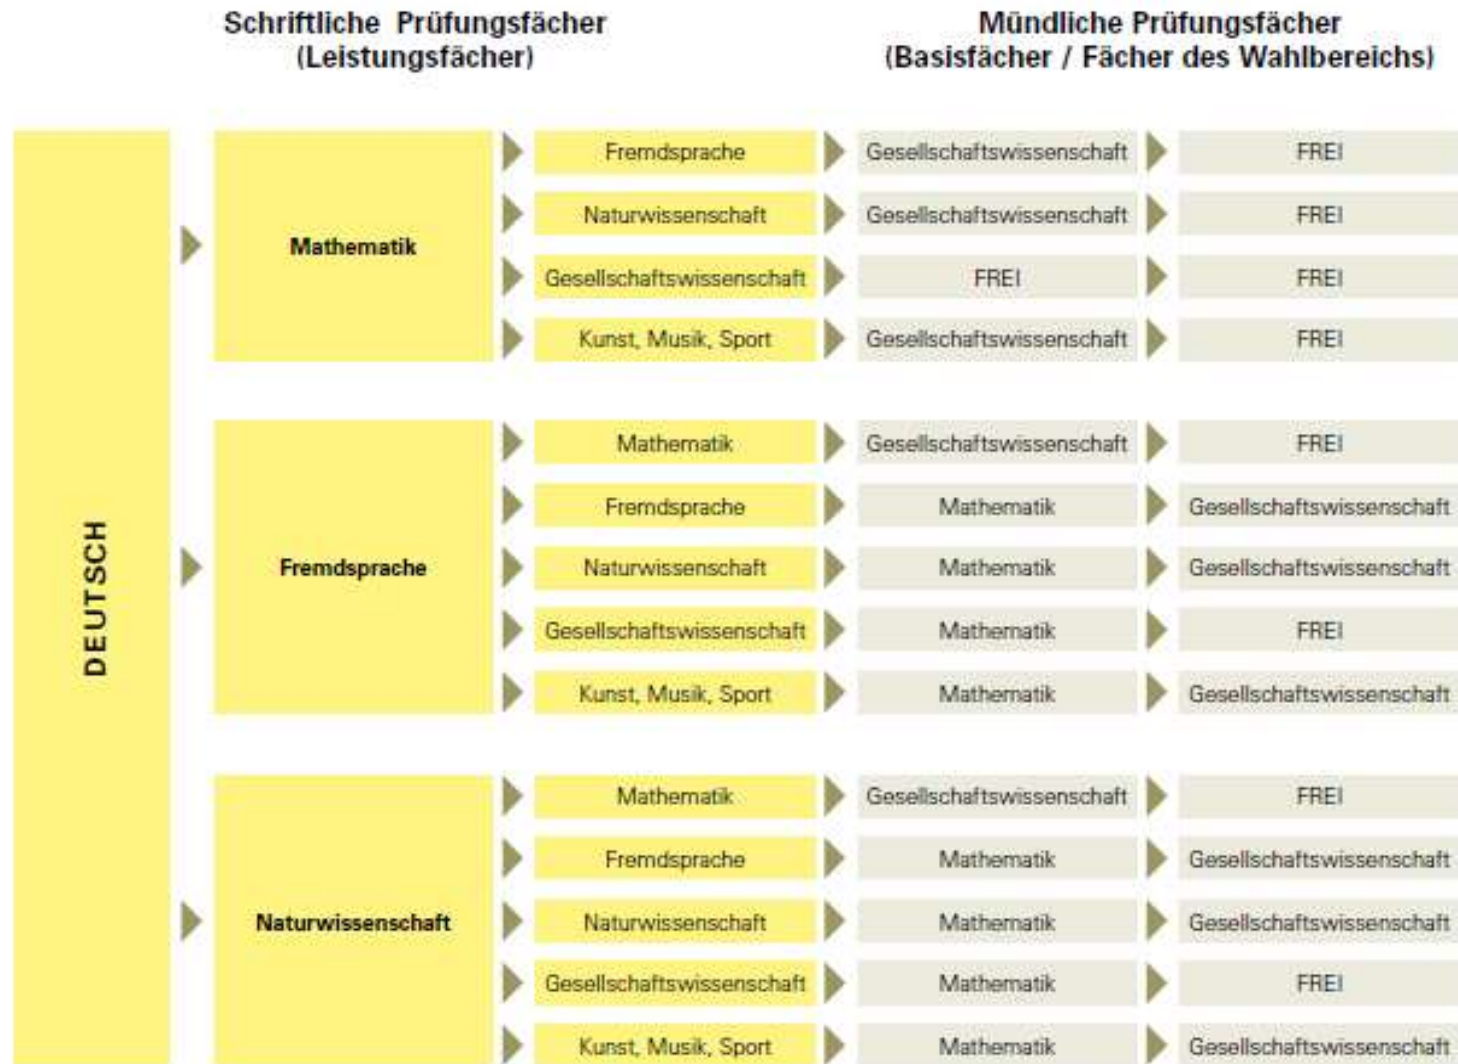 Schriftliche Prüfungsfächer
(Leistungsfächer)
Mündliche Prüfungsfächer
(Basisfächer / Fächer des Wahlbereichs)
DEUTSCH
Mathematik
Fremdsprache Gesellschaftswissenschaft FREI
Naturwissenschaft Gesellschaftswissenschaft FREI
Gesellschaftswissenschaft FREI FREI
Kunst, Musik, Sport Gesellschaftswissenschaft FREI
Fremdsprache
Mathematik Gesellschaftswissenschaft FREI
Fremdsprache Mathematik Gesellschaftswissenschaft
Naturwissenschaft Mathematik Gesellschaftswissenschaft
Gesellschaftswissenschaft Mathematik FREI
Kunst, Musik, Sport Mathematik Gesellschaftswissenschaft
Naturwissenschaft
Mathematik Gesellschaftswissenschaft FREI
Fremdsprache Mathematik Gesellschaftswissenschaft
Naturwissenschaft Mathematik Gesellschaftswissenschaft
Gesellschaftswissenschaft Mathematik FREI
Kunst, Musik, Sport Mathematik Gesellschaftswissenschaft